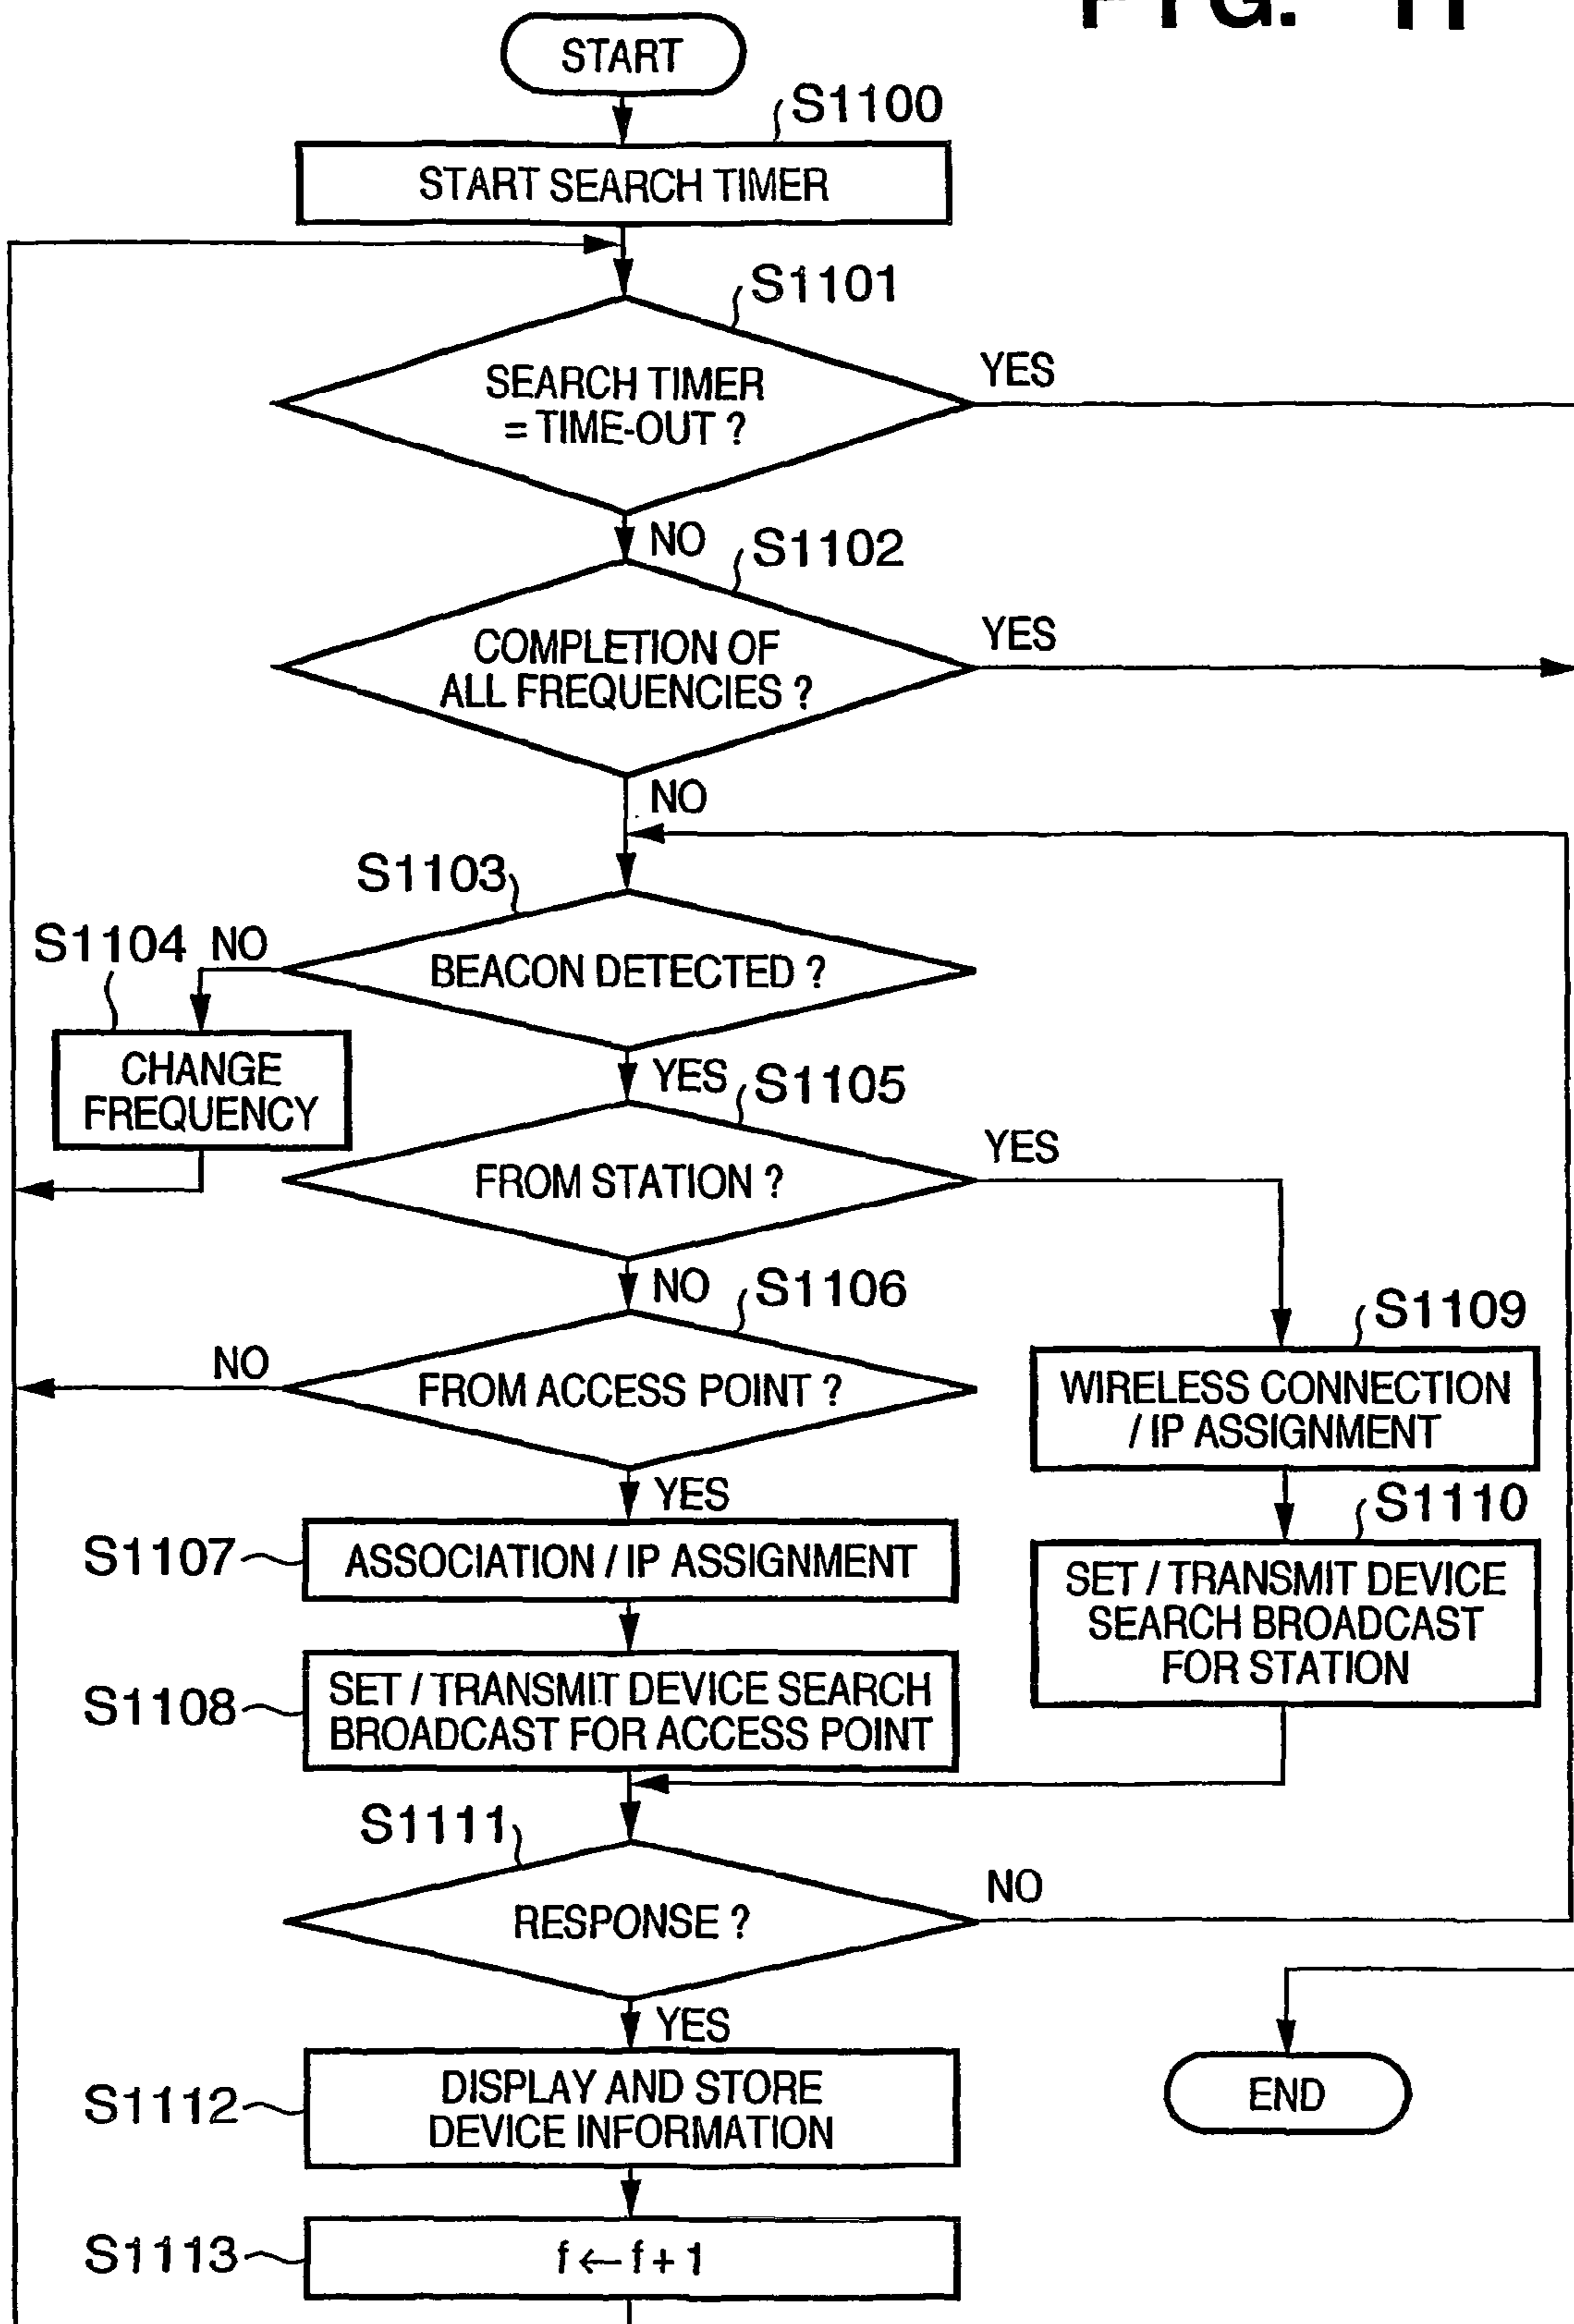 FIG. 11
START
S1100
START SEARCH TIMER
S1101
SEARCH TIMER
= TIME-OUT ?
YES
NO
S1102
COMPLETION OF
ALL FREQUENCIES ?
YES
NO
S1103
BEACON DETECTED ?
S1104
NO
CHANGE
FREQUENCY
YES
S1105
FROM STATION ?
YES
NO
S1106
FROM ACCESS POINT ?
NO
YES
S1109
WIRELESS CONNECTION
/ IP ASSIGNMENT
S1107
ASSOCIATION / IP ASSIGNMENT
S1110
SET / TRANSMIT DEVICE
SEARCH BROADCAST
FOR STATION
S1108
SET / TRANSMIT DEVICE SEARCH
BROADCAST FOR ACCESS POINT
S1111
RESPONSE ?
NO
YES
S1112
DISPLAY AND STORE
DEVICE INFORMATION
END
S1113
f ← f + 1